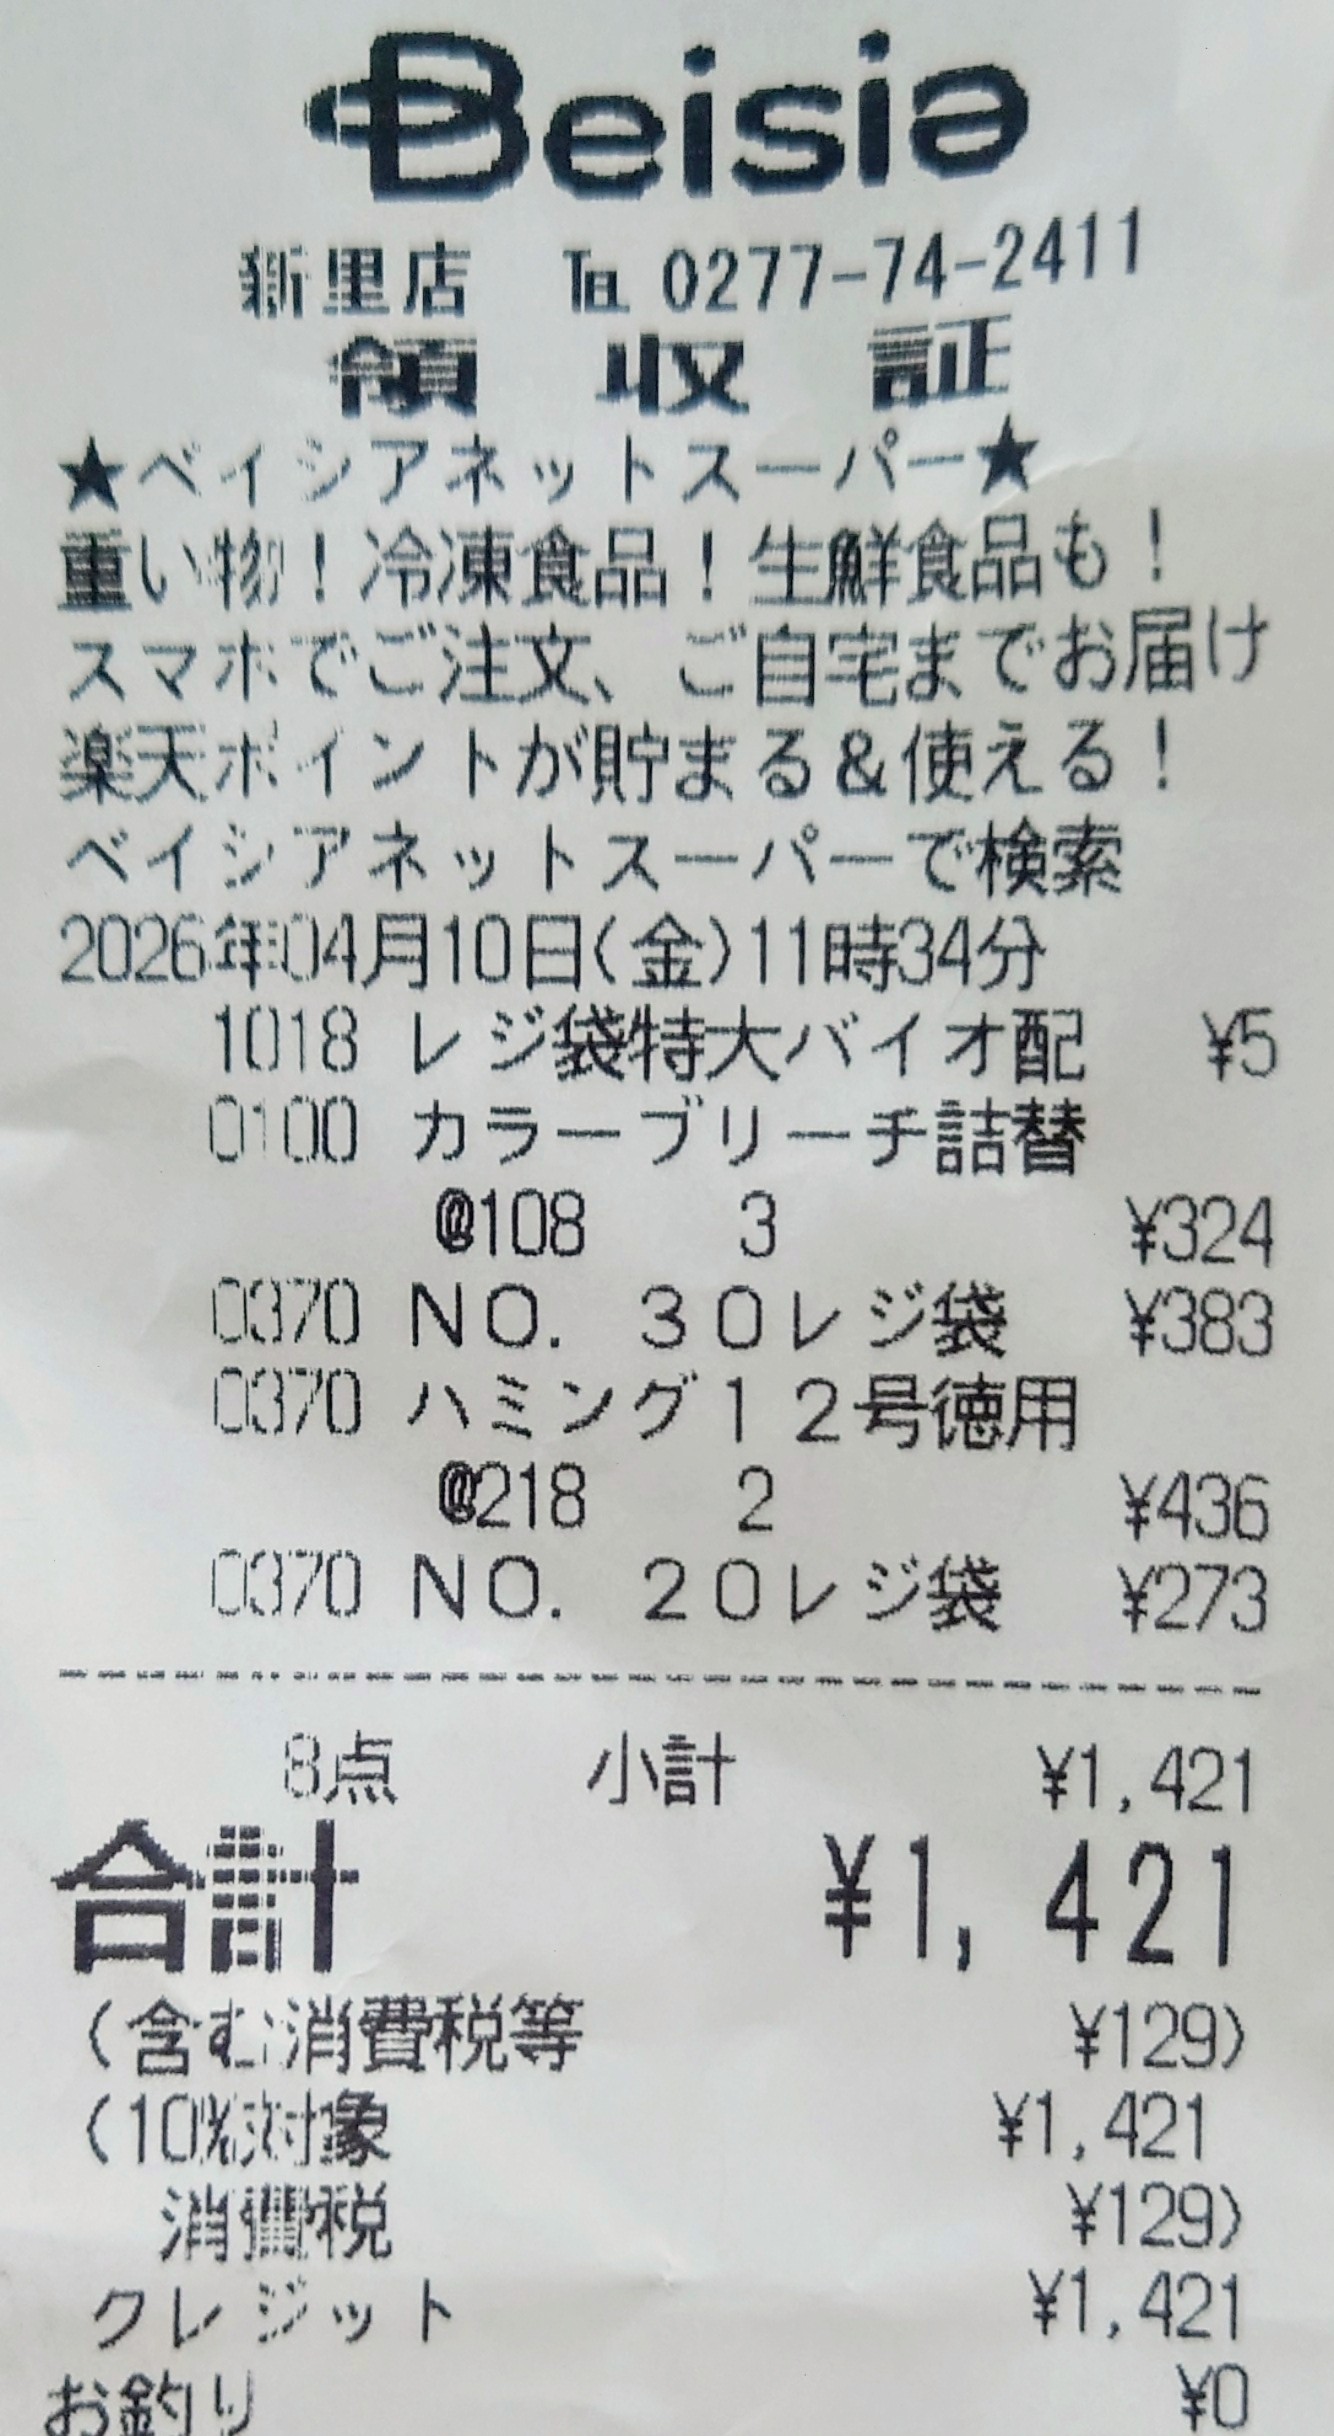 Beisia
新里店 ℡ 0277-74-2411
領収証
★ベイシアネットスーパー★
重い物！冷凍食品！生鮮食品も！
スマホでご注文、ご自宅までお届け
楽天ポイントが貯まる＆使える！
ベイシアネットスーパーで検索
2026年04月10日(金)11時34分
1018 レジ袋特大バイオ配 ¥5
0100 カラーブリーチ詰替
@108 3 ¥324
0370 ＮＯ．３０レジ袋 ¥383
0370 ハミング１２号徳用
@218 2 ¥436
0370 ＮＯ．２０レジ袋 ¥273
--------------------------------
8点 小計 ¥1,421
合計 ¥1,421
(含む消費税等 ¥129)
(10%対象 ¥1,421
消費税 ¥129)
クレジット ¥1,421
お釣り ¥0